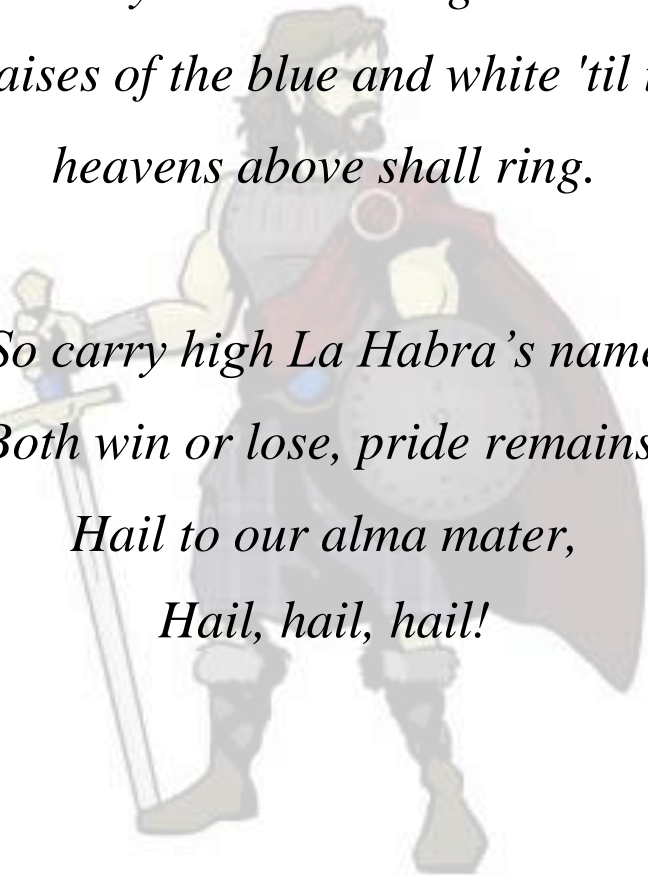 aises of the blue and white 'til
heavens above shall ring.
So carry high La Habra’s name
Both win or lose, pride remains
Hail to our alma mater,
Hail, hail, hail!